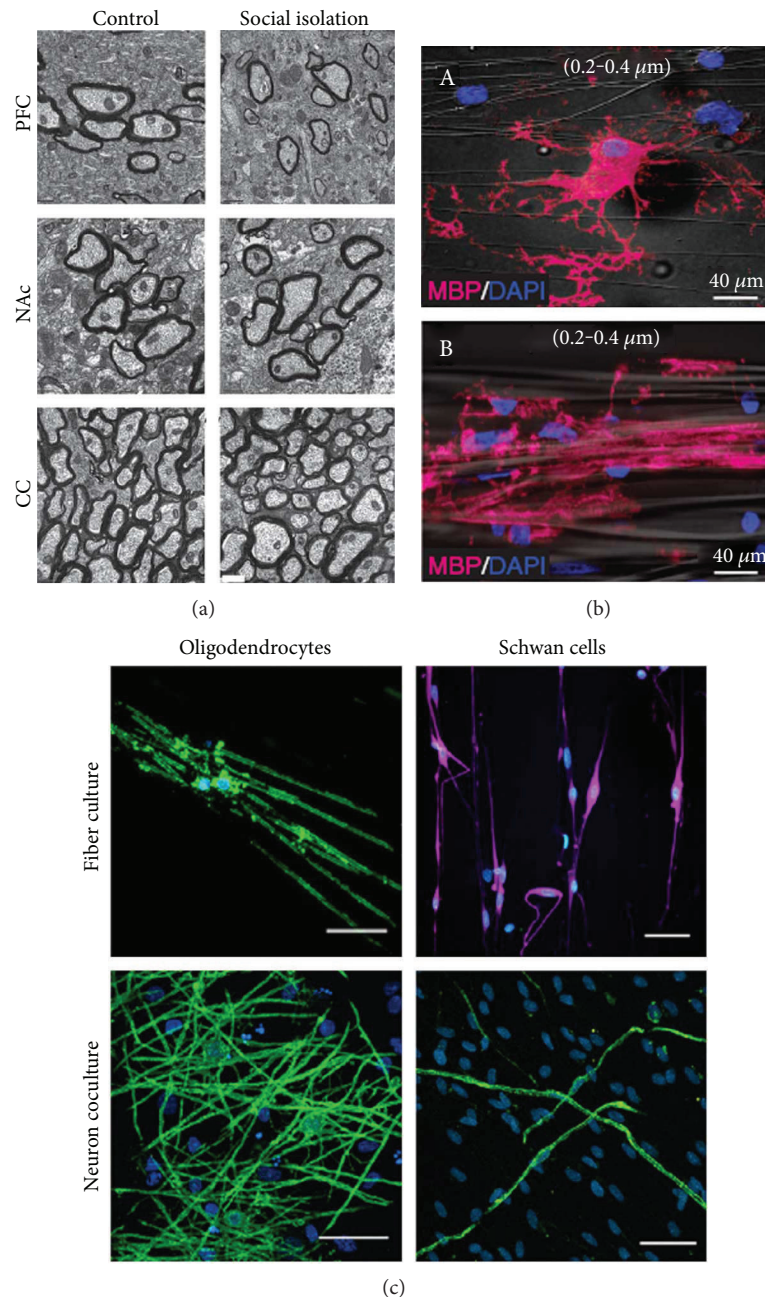 Control
Social isolation
PFC
NAc
CC
(a)
A
(0.2-0.4 μm)
MBP/DAPI
40 μm
B
(0.2-0.4 μm)
MBP/DAPI
40 μm
(b)
Oligodendrocytes
Schwan cells
Fiber culture
Neuron coculture
(c)